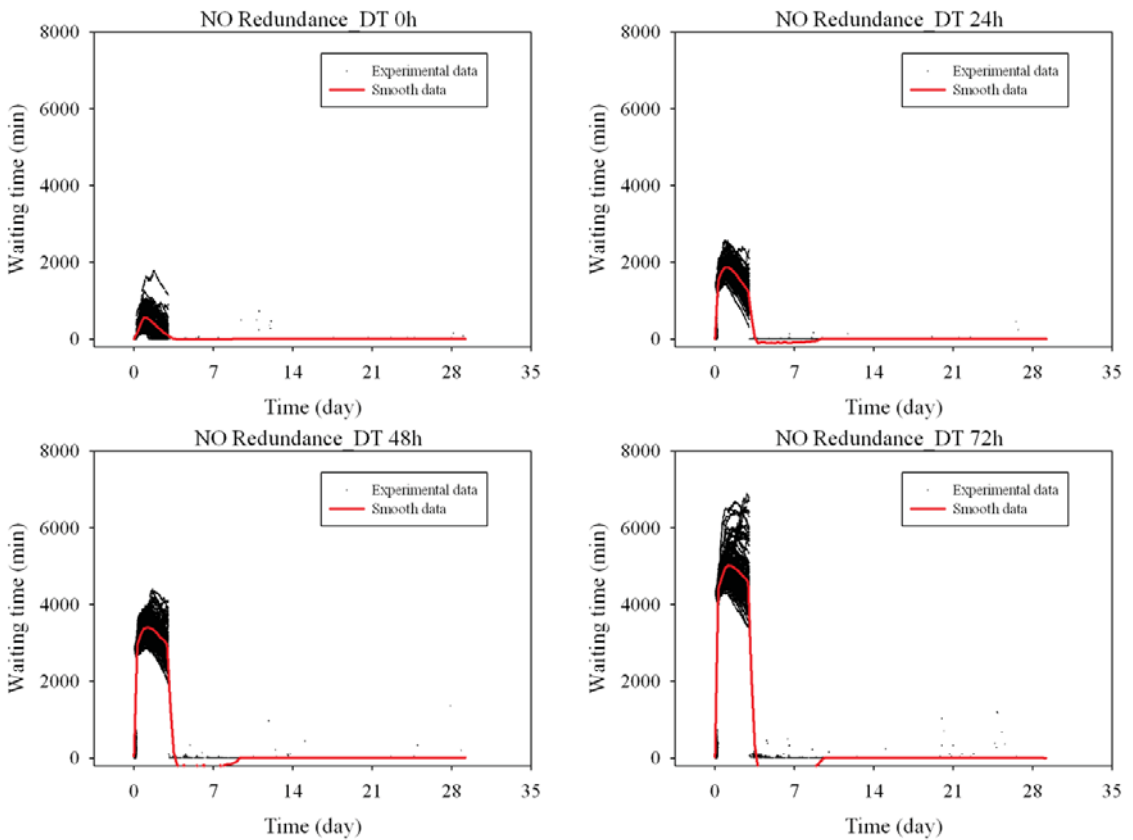 NO Redundance_DT 0h
8000
6000
4000
2000
0
Waiting time (min)
Experimental data
Smooth data
0 7 14 21 28 35
Time (day)
NO Redundance_DT 24h
8000
6000
4000
2000
0
Waiting time (min)
Experimental data
Smooth data
0 7 14 21 28 35
Time (day)
NO Redundance_DT 48h
8000
6000
4000
2000
0
Waiting time (min)
Experimental data
Smooth data
0 7 14 21 28 35
Time (day)
NO Redundance_DT 72h
8000
6000
4000
2000
0
Waiting time (min)
Experimental data
Smooth data
0 7 14 21 28 35
Time (day)